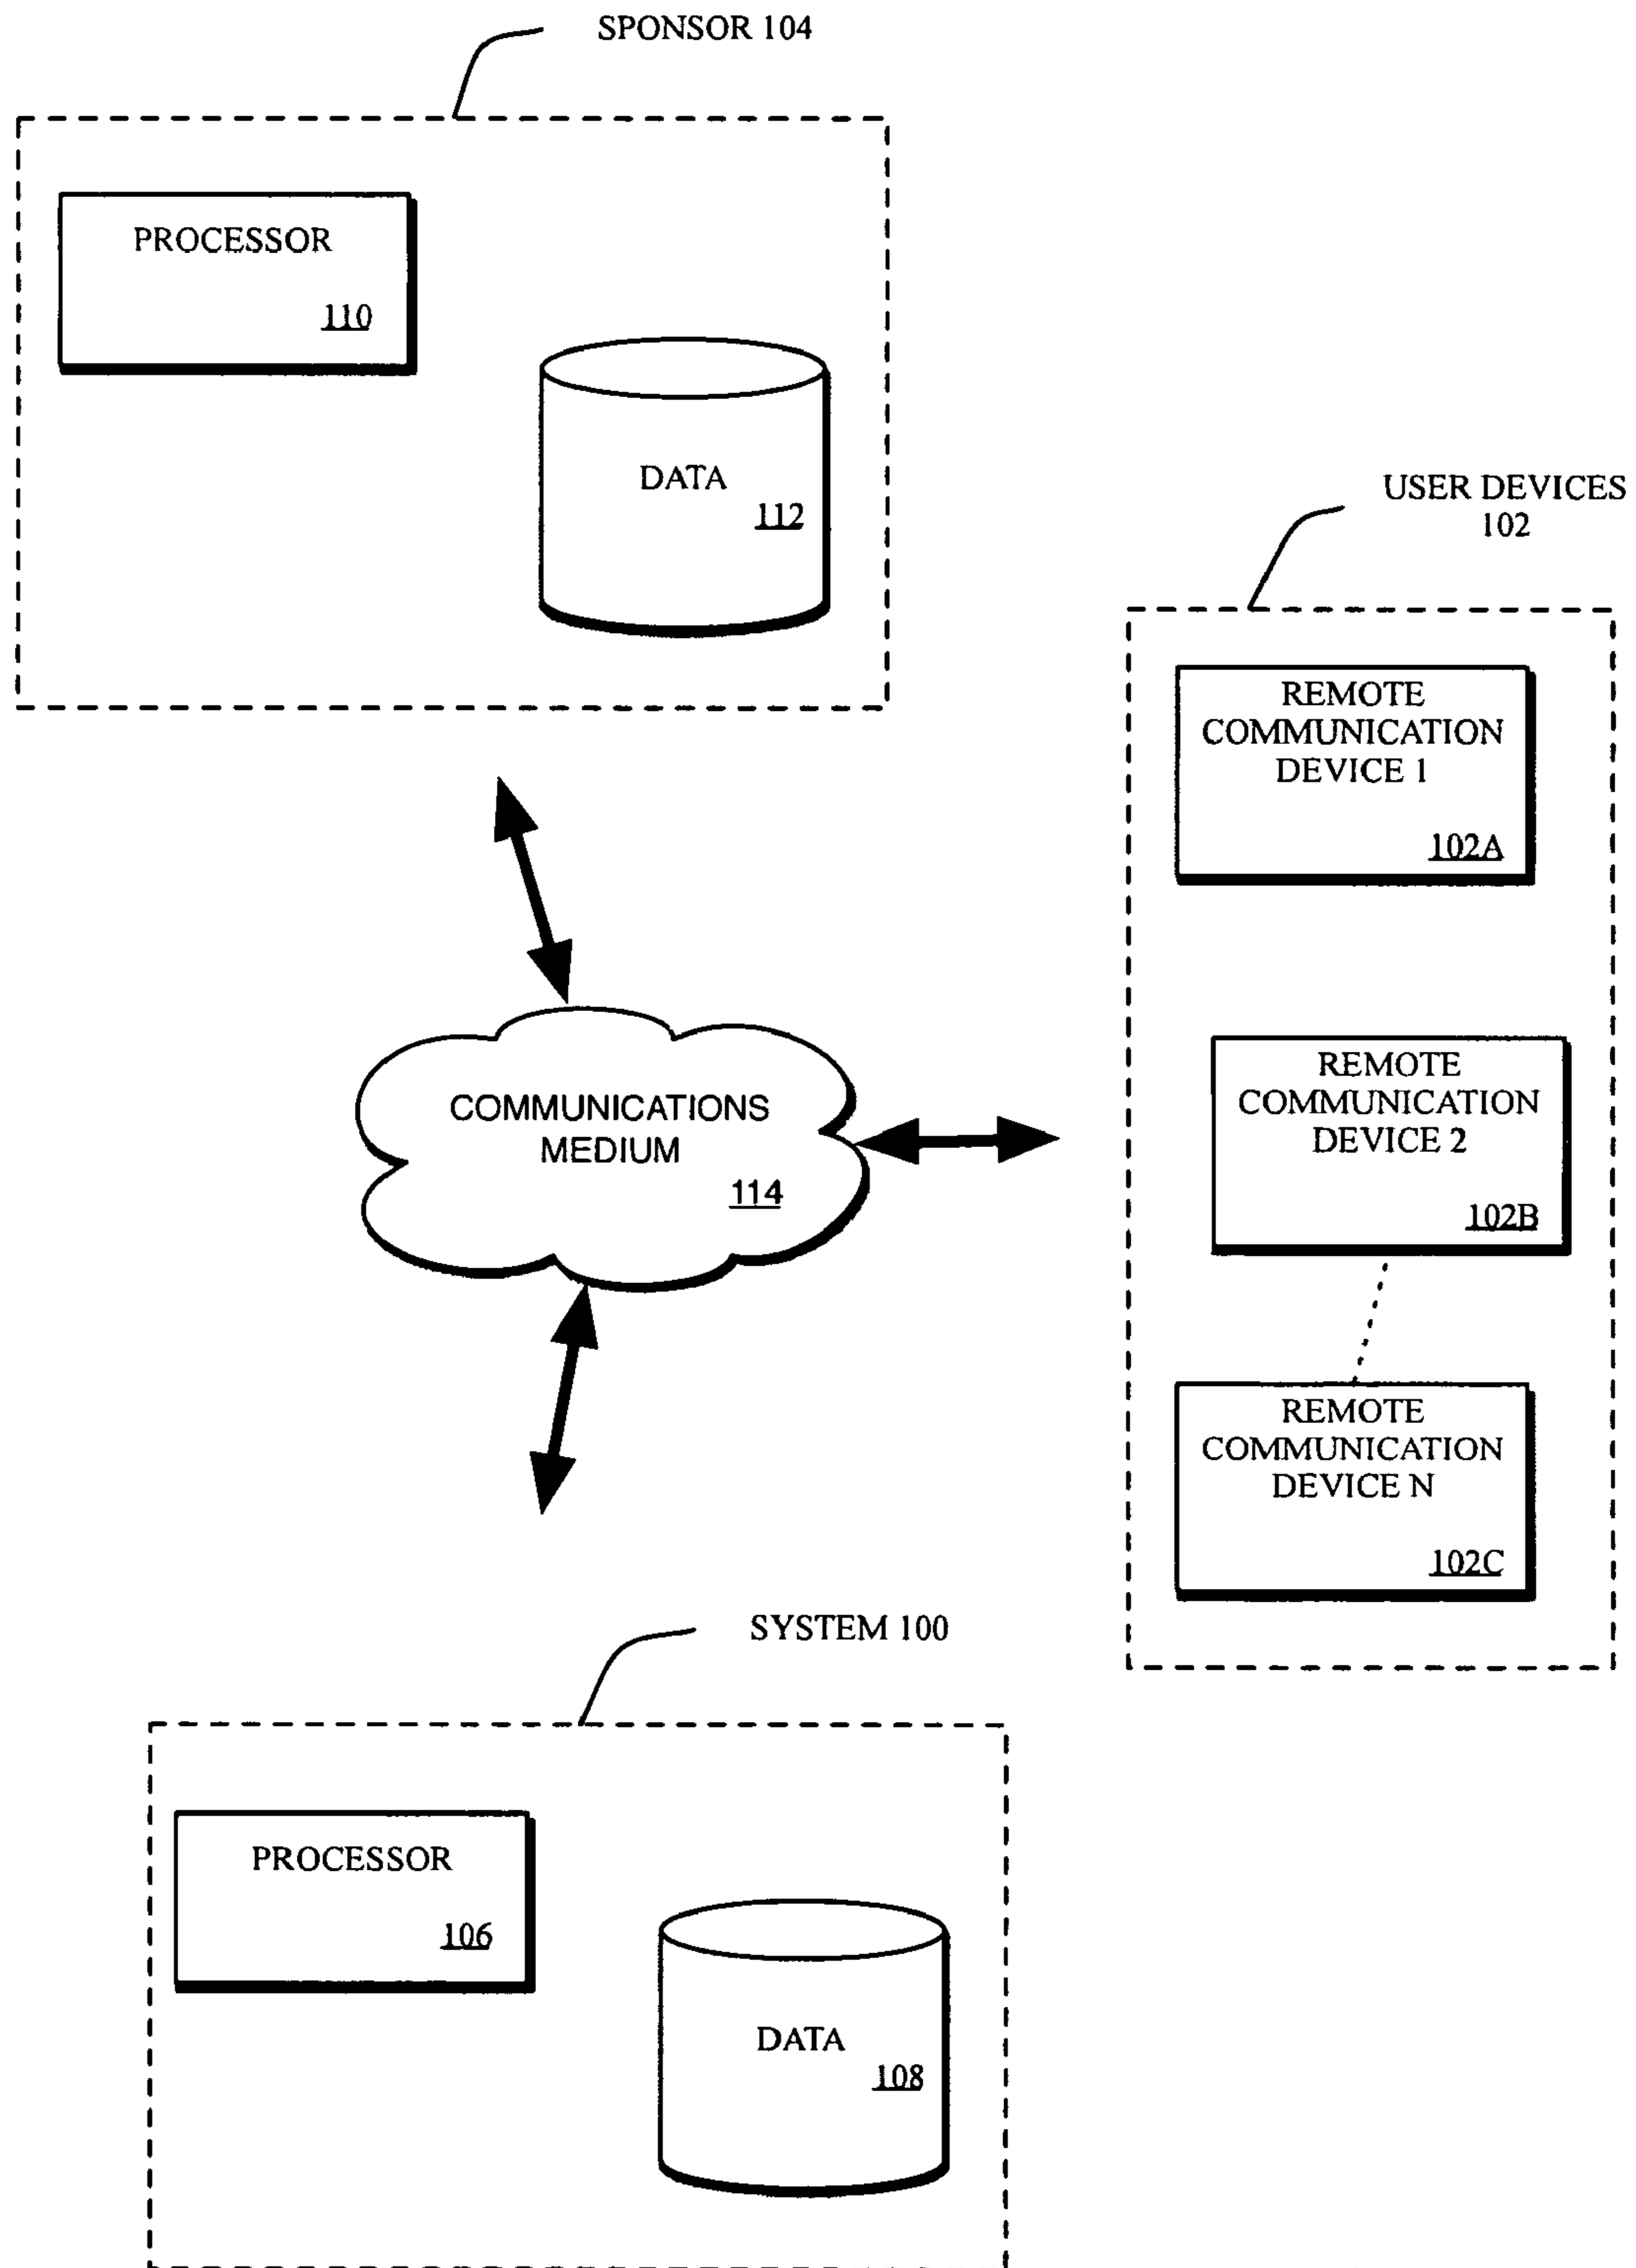 SPONSOR 104
PROCESSOR
110
DATA
112
USER DEVICES
102
REMOTE
COMMUNICATION
DEVICE 1
102A
COMMUNICATIONS
MEDIUM
114
REMOTE
COMMUNICATION
DEVICE 2
102B
REMOTE
COMMUNICATION
DEVICE N
102C
SYSTEM 100
PROCESSOR
106
DATA
108